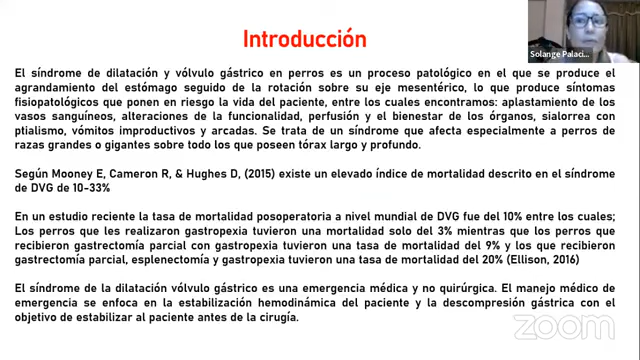 Introducción
Solange Palaci...
El síndrome de dilatación y vólvulo gástrico en perros es un proceso patológico en el que se produce el
agrandamiento del estómago seguido de la rotación sobre su eje mesentérico, lo que produce síntomas
fisiopatológicos que ponen en riesgo la vida del paciente, entre los cuales encontramos: aplastamiento de los
vasos sanguíneos, alteraciones de la funcionalidad, perfusión y el bienestar de los órganos, sialorrea con
ptialismo, vómitos improductivos y arcadas. Se trata de un síndrome que afecta especialmente a perros de
razas grandes o gigantes sobre todo los que poseen tórax largo y profundo.
Según Mooney E, Cameron R, & Hughes D, (2015) existe un elevado índice de mortalidad descrito en el síndrome
de DVG de 10-33%
En un estudio reciente la tasa de mortalidad posoperatoria a nivel mundial de DVG fue del 10% entre los cuales;
Los perros que les realizaron gastropexia tuvieron una mortalidad solo del 3% mientras que los perros que
recibieron gastrectomía parcial con gastropexia tuvieron una tasa de mortalidad del 9% y los que recibieron
gastrectomía parcial, esplenectomía y gastropexia tuvieron una tasa de mortalidad del 20% (Ellison, 2016)
El síndrome de la dilatación vólvulo gástrico es una emergencia médica y no quirúrgica. El manejo médico de
emergencia se enfoca en la estabilización hemodinámica del paciente y la descompresión gástrica con el
objetivo de estabilizar al paciente antes de la cirugía.
zoom